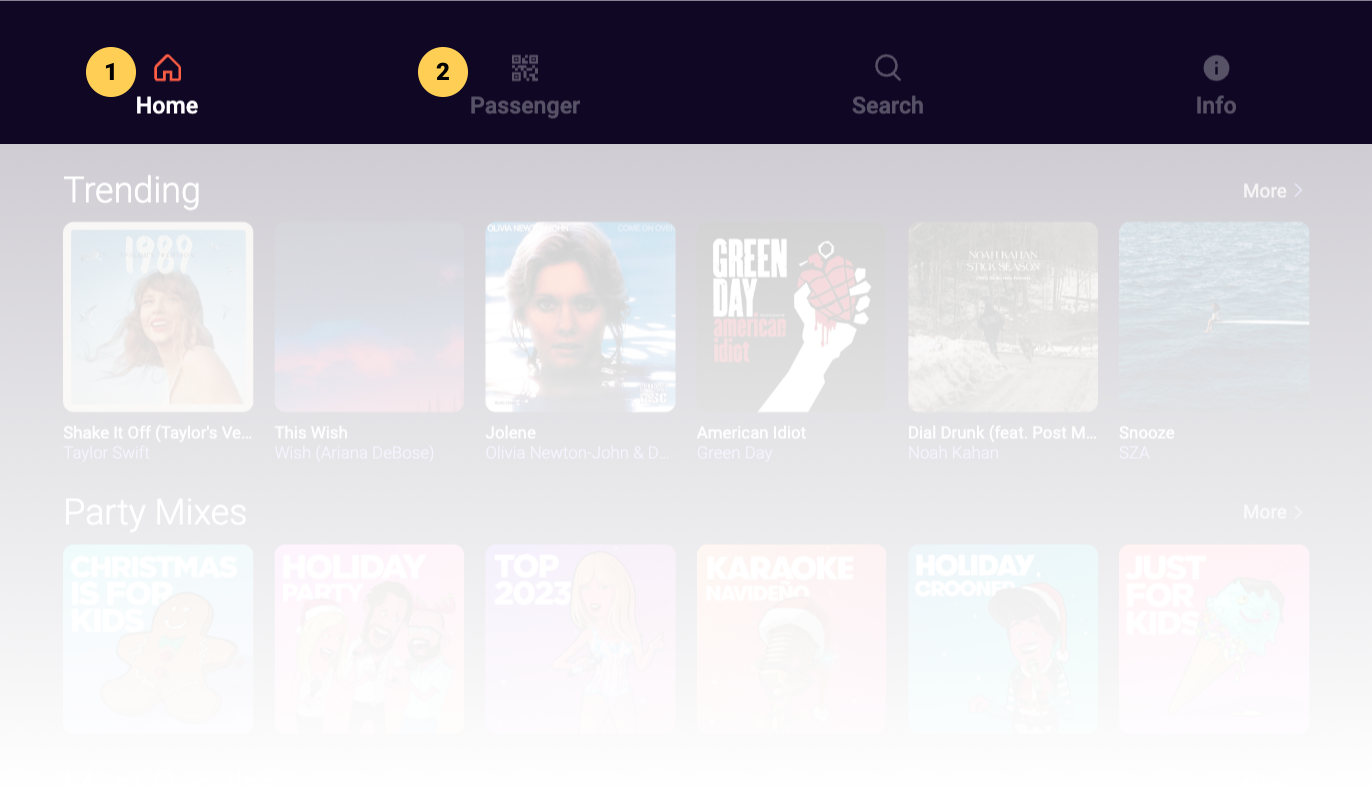 1
Home
2
Passenger
Search
Info
Trending
More
1989
OLIVIA NEWTON-JOHN
COME ON OVER
GREEN
DAY
american
idiot
NOAH KAHAN
STICK SEASON
Shake It Off (Taylor's Ve...
Taylor Swift
This Wish
Wish (Ariana DeBose)
Jolene
Olivia Newton-John & D...
American Idiot
Green Day
Dial Drunk (feat. Post M...
Noah Kahan
Snooze
SZA
Party Mixes
More
CHRISTMAS
IS FOR
KIDS
HOLIDAY
PARTY
TOP
2023
KARAOKE
NAVIDEÑO
HOLIDAY
CROONER
JUST
FOR
KIDS